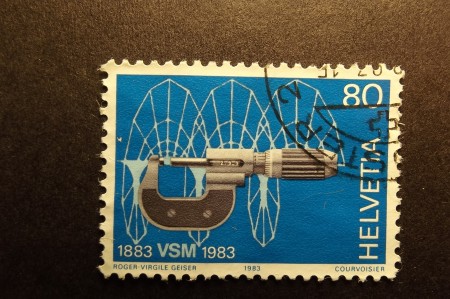 80
HELVETIA
1883 VSM 1983
ROGER-VIRGILE GEISER 1983 COURVOISIER